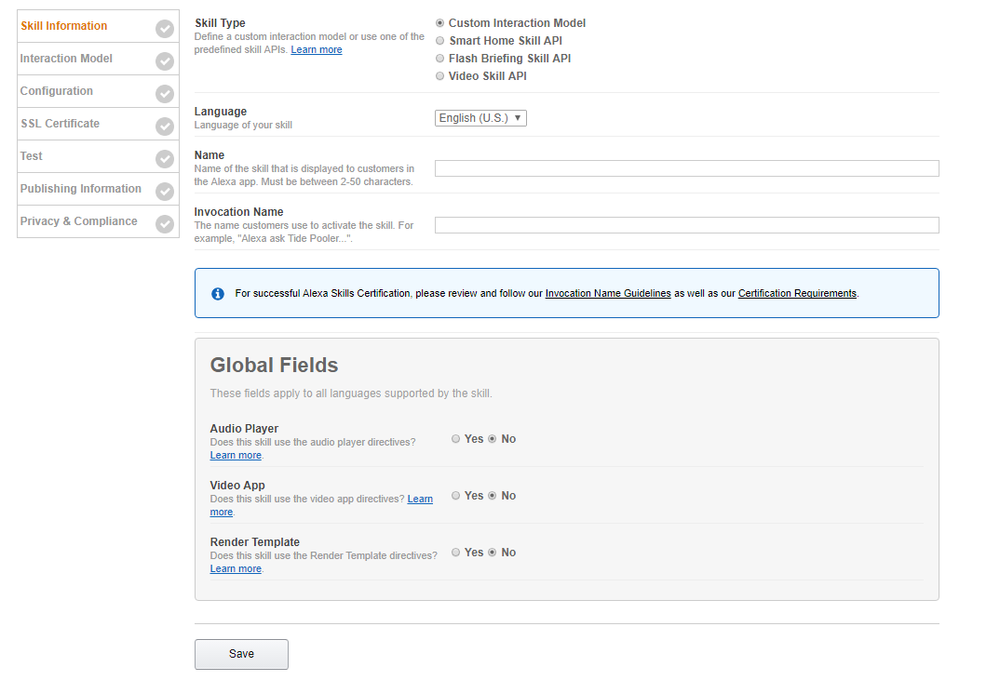 Skill Information
Interaction Model
Configuration
SSL Certificate
Test
Publishing Information
Privacy & Compliance
Skill Type
Define a custom interaction model or use one of the
predefined skill APIs. Learn more
Custom Interaction Model
Smart Home Skill API
Flash Briefing Skill API
Video Skill API
Language
Language of your skill
English (U.S.)
Name
Name of the skill that is displayed to customers in
the Alexa app. Must be between 2-50 characters.
Invocation Name
The name customers use to activate the skill. For
example, "Alexa ask Tide Pooler...".
For successful Alexa Skills Certification, please review and follow our Invocation Name Guidelines as well as our Certification Requirements.
Global Fields
These fields apply to all languages supported by the skill.
Audio Player
Does this skill use the audio player directives?
Learn more.
Yes No
Video App
Does this skill use the video app directives? Learn
more.
Yes No
Render Template
Does this skill use the Render Template directives?
Learn more.
Yes No
Save